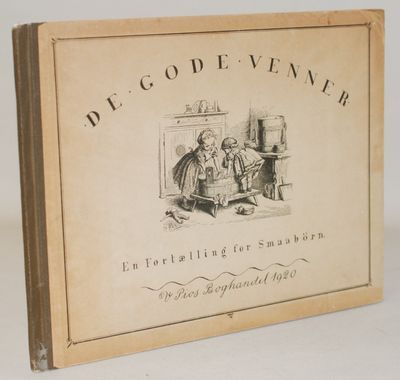 ·DE·GODE·VENNER·
En Fortælling for Smaabörn.
V. Pios Boghandel 1920